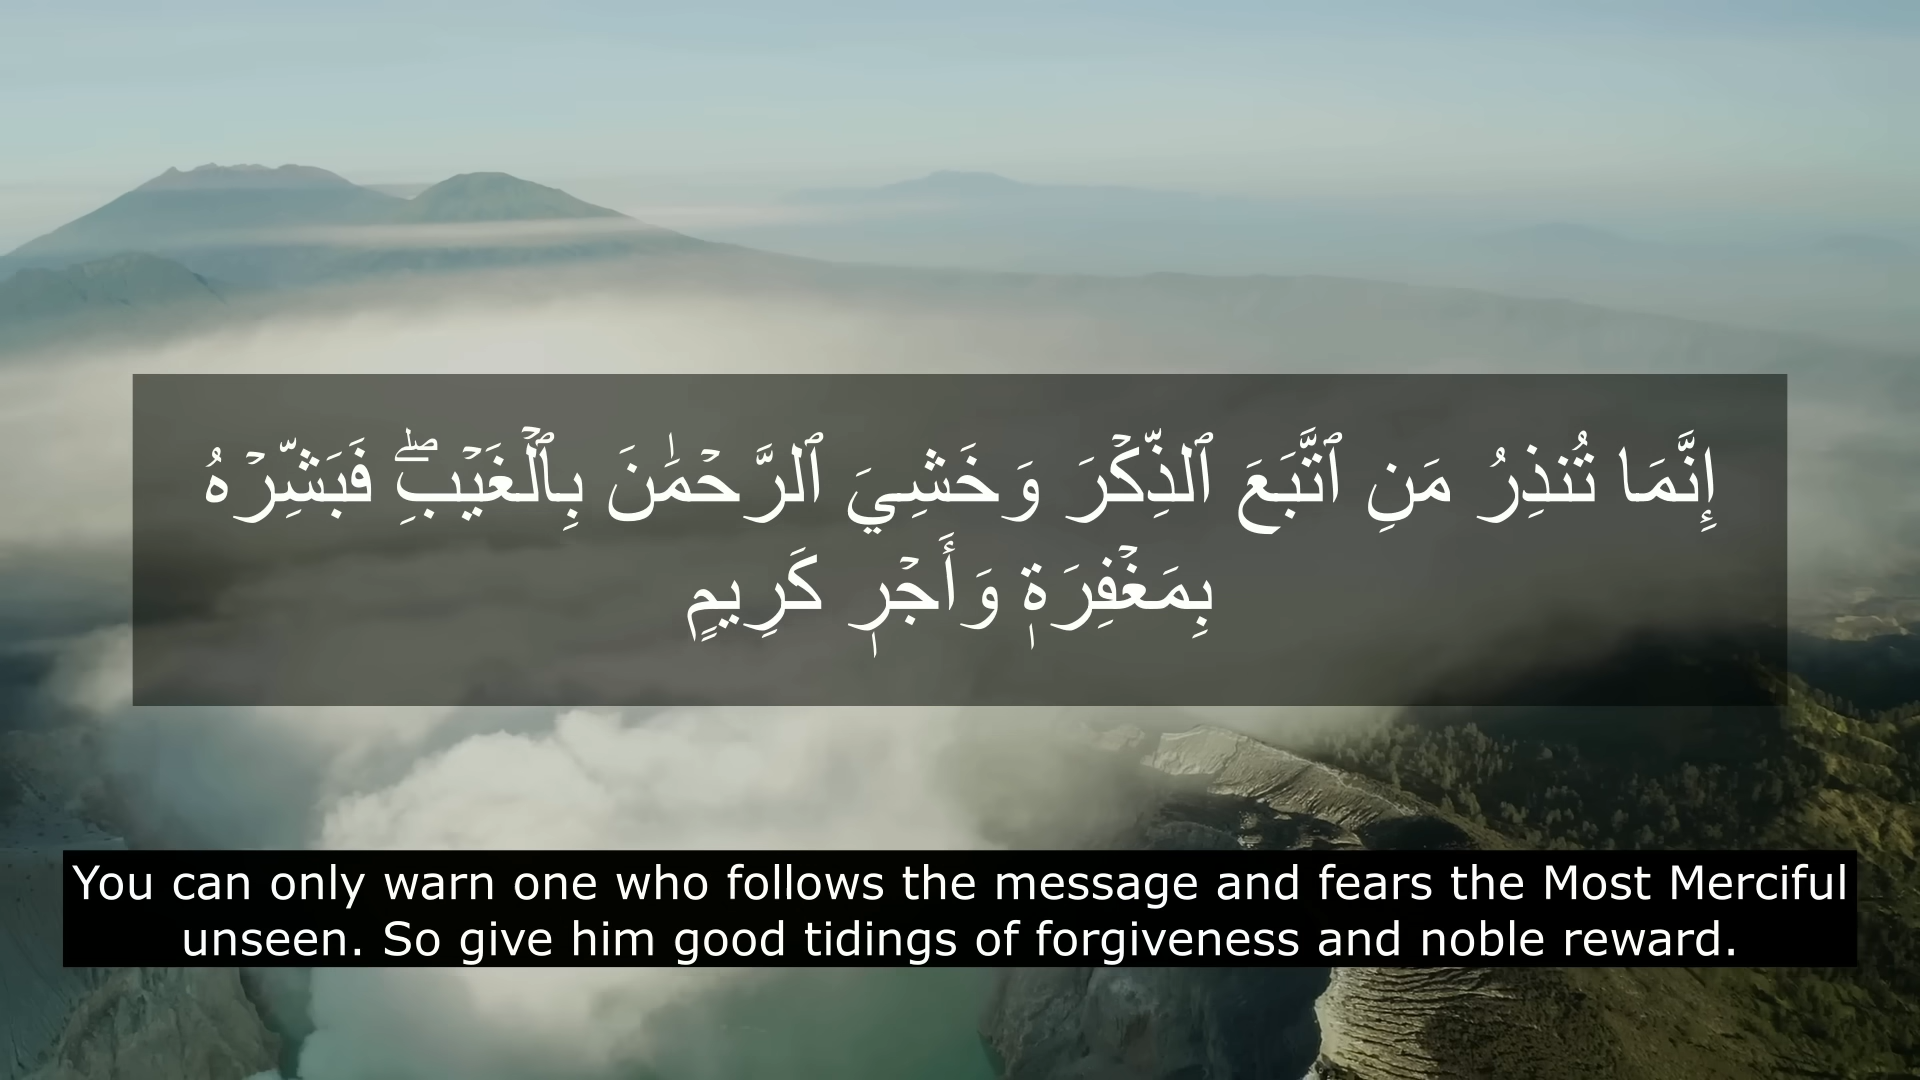 إِنَّمَا تُنذِرُ مَنِ ٱتَّبَعَ ٱلذِّكۡرَ وَخَشِيَ ٱلرَّحۡمَٰنَ بِٱلۡغَيۡبِۖ فَبَشِّرۡهُ
بِمَغۡفِرَةٖ وَأَجۡرٖ كَرِيمٍ
You can only warn one who follows the message and fears the Most Merciful
unseen. So give him good tidings of forgiveness and noble reward.